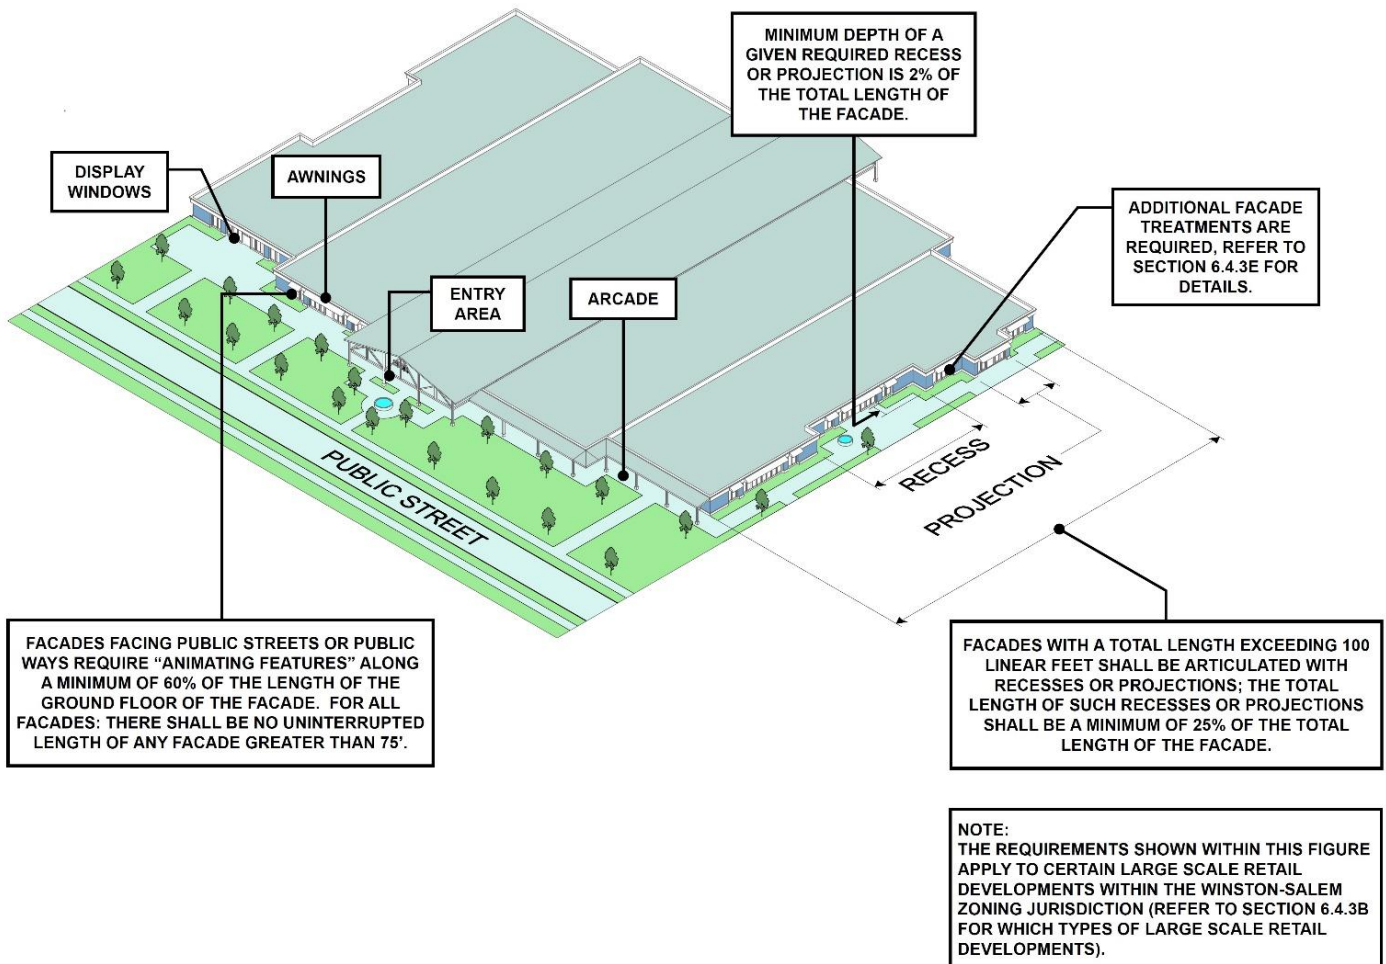 MINIMUM DEPTH OF A
GIVEN REQUIRED RECESS
OR PROJECTION IS 2% OF
THE TOTAL LENGTH OF
THE FACADE.
DISPLAY
WINDOWS
AWNINGS
ENTRY
AREA
ARCADE
ADDITIONAL FACADE
TREATMENTS ARE
REQUIRED, REFER TO
SECTION 6.4.3E FOR
DETAILS.
PUBLIC STREET
RECESS
PROJECTION
FACADES FACING PUBLIC STREETS OR PUBLIC
WAYS REQUIRE “ANIMATING FEATURES” ALONG
A MINIMUM OF 60% OF THE LENGTH OF THE
GROUND FLOOR OF THE FACADE. FOR ALL
FACADES: THERE SHALL BE NO UNINTERRUPTED
LENGTH OF ANY FACADE GREATER THAN 75’.
FACADES WITH A TOTAL LENGTH EXCEEDING 100
LINEAR FEET SHALL BE ARTICULATED WITH
RECESSES OR PROJECTIONS; THE TOTAL
LENGTH OF SUCH RECESSES OR PROJECTIONS
SHALL BE A MINIMUM OF 25% OF THE TOTAL
LENGTH OF THE FACADE.
NOTE:
THE REQUIREMENTS SHOWN WITHIN THIS FIGURE
APPLY TO CERTAIN LARGE SCALE RETAIL
DEVELOPMENTS WITHIN THE WINSTON-SALEM
ZONING JURISDICTION (REFER TO SECTION 6.4.3B
FOR WHICH TYPES OF LARGE SCALE RETAIL
DEVELOPMENTS).